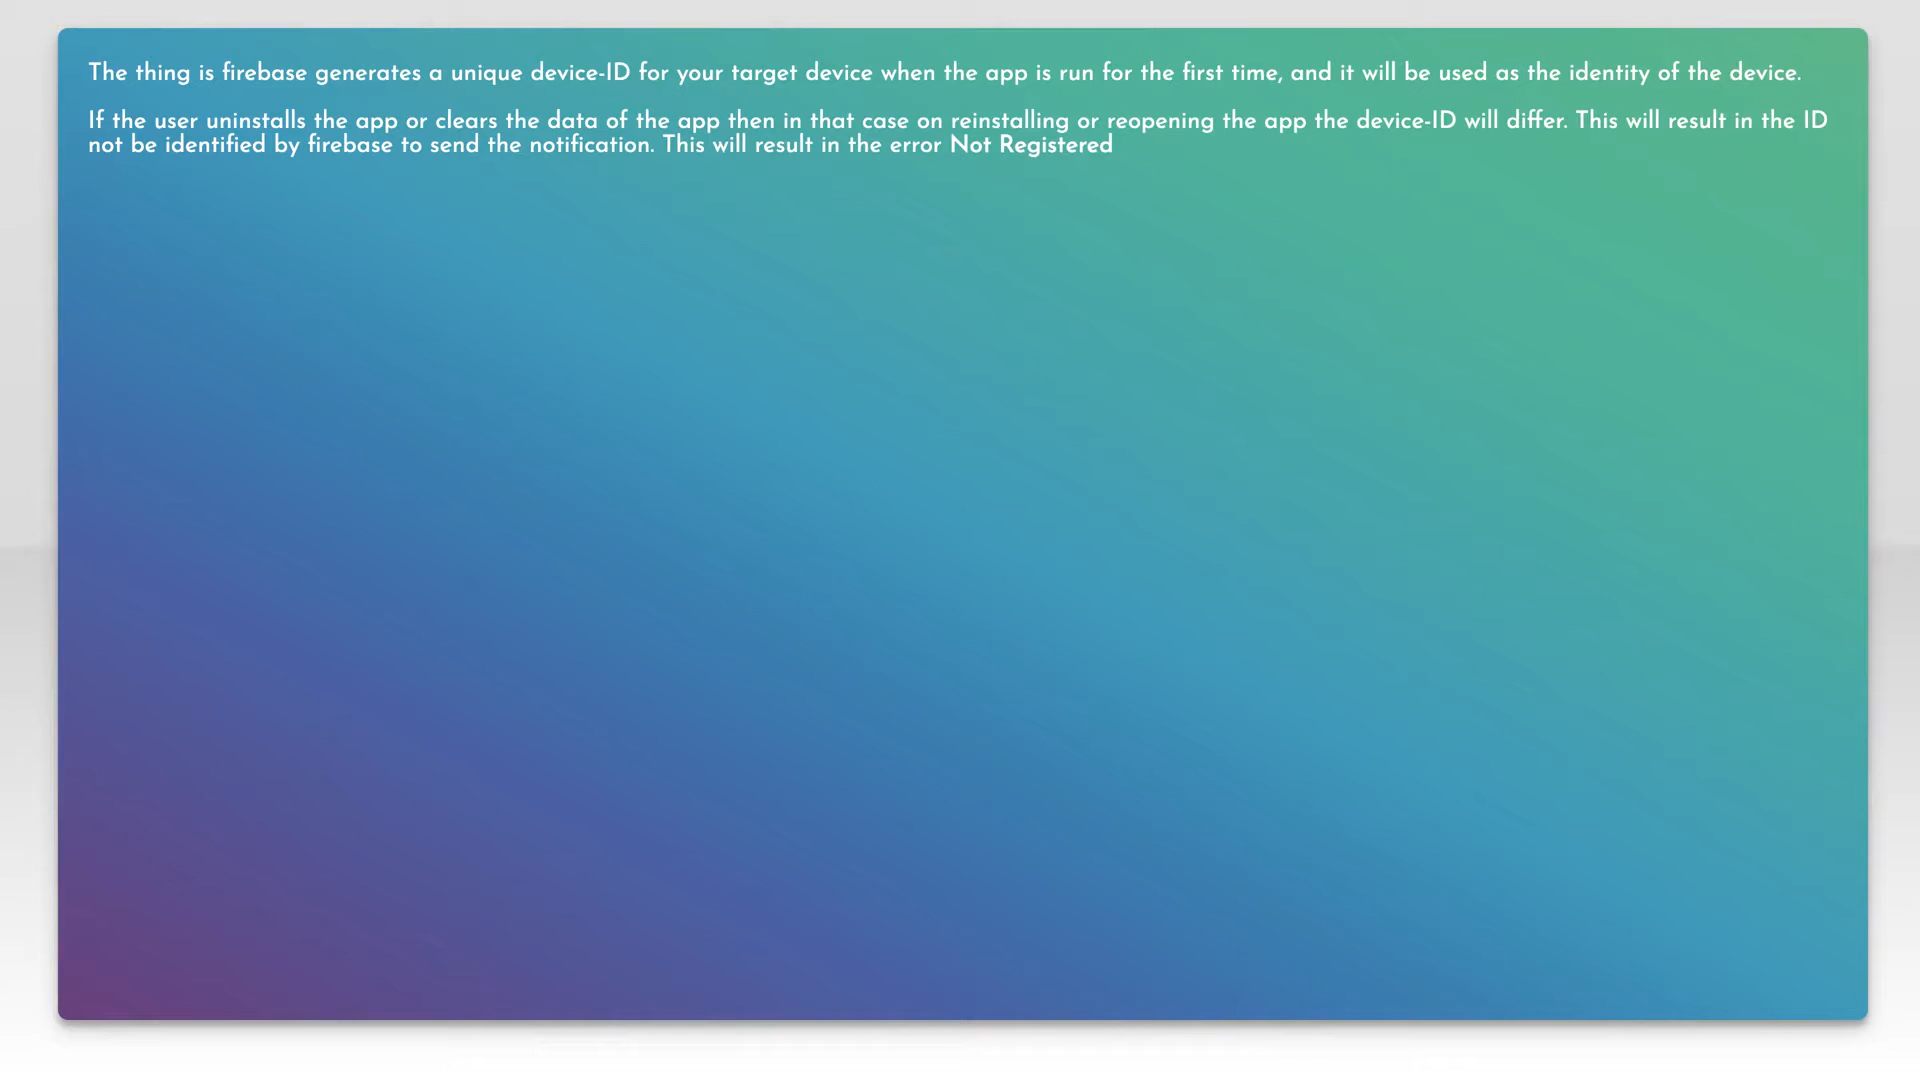 The thing is firebase generates a unique device-ID for your target device when the app is run for the first time, and it will be used as the identity of the device.
If the user uninstalls the app or clears the data of the app then in that case on reinstalling or reopening the app the device-ID will differ. This will result in the ID
not be identified by firebase to send the notification. This will result in the error Not Registered